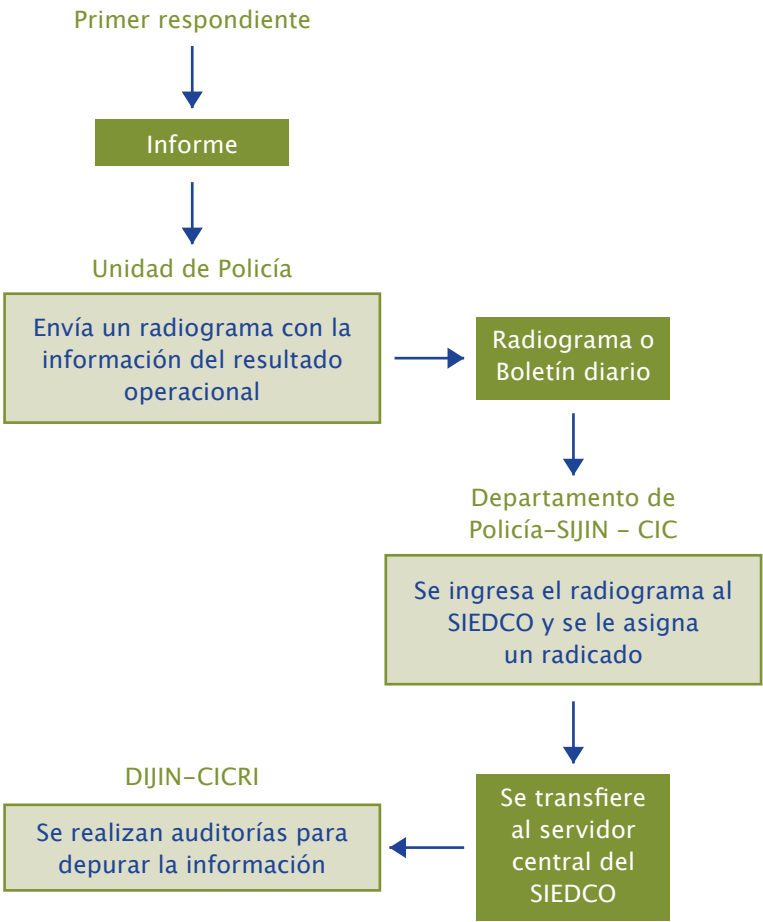 Primer respondiente
Informe
Unidad de Policía
Envía un radiograma con la
información del resultado
operacional
Radiograma o
Boletín diario
Departamento de
Policía–SIJIN – CIC
Se ingresa el radiograma al
SIEDCO y se le asigna
un radicado
Se transfiere
al servidor
central del
SIEDCO
DIJIN–CICRI
Se realizan auditorías para
depurar la información